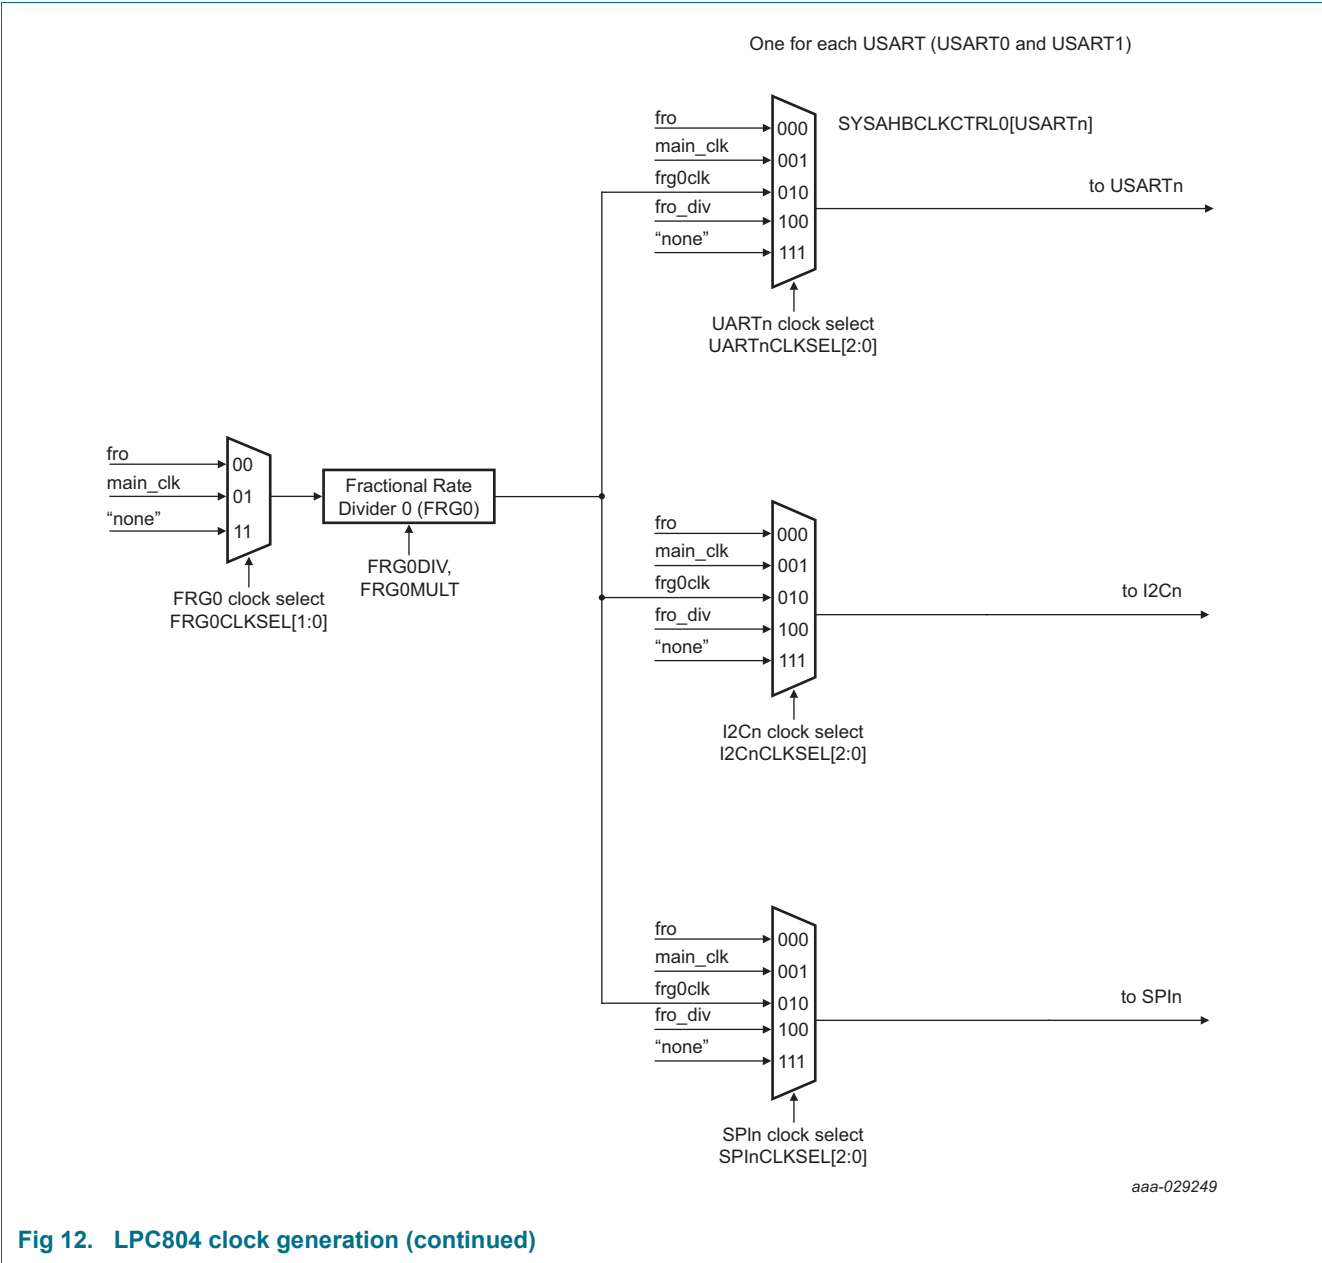 One for each USART (USART0 and USART1)
fro
000
SYSAHBCLKCTRL0[USARTn]
main_clk
001
frg0clk
010
to USARTn
fro_div
100
“none”
111
UARTn clock select
UARTnCLKSEL[2:0]
fro
00
main_clk
01
“none”
11
Fractional Rate
Divider 0 (FRG0)
FRG0DIV,
FRG0MULT
FRG0 clock select
FRG0CLKSEL[1:0]
fro
000
main_clk
001
frg0clk
010
to I2Cn
fro_div
100
“none”
111
I2Cn clock select
I2CnCLKSEL[2:0]
fro
000
main_clk
001
frg0clk
010
to SPIn
fro_div
100
“none”
111
SPIn clock select
SPInCLKSEL[2:0]
aaa-029249
Fig 12. LPC804 clock generation (continued)